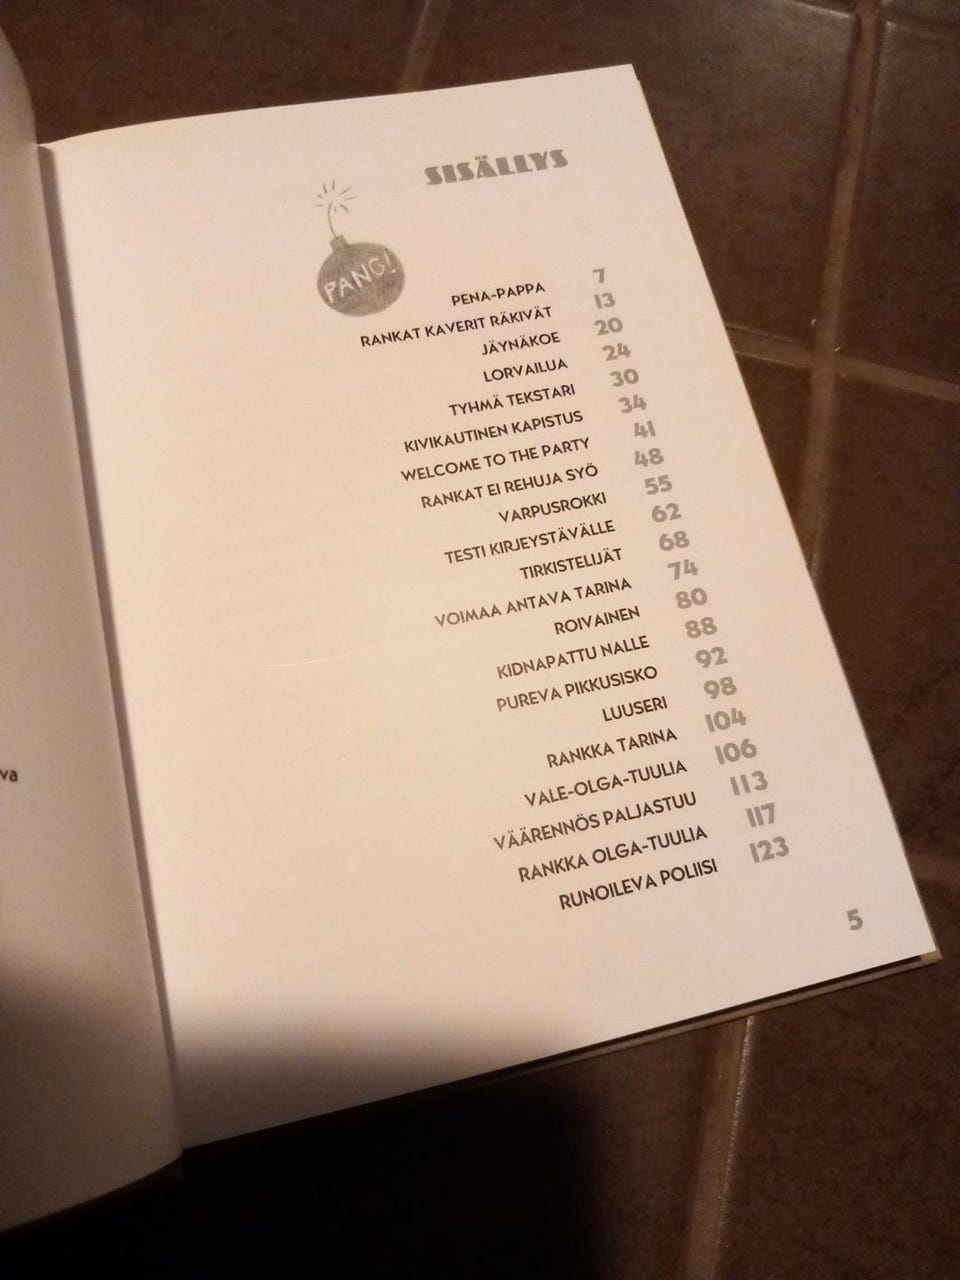 SISÄLLYS
PANG!
PENA-PAPPA 7
RANKAT KAVERIT RÄKIVÄT 13
JÄYNÄKOE 20
LORVAILUA 24
TYHMÄ TEKSTARI 30
KIVIKAUTINEN KAPISTUS 34
WELCOME TO THE PARTY 41
RANKAT EI REHUJA SYÖ 48
VARPUSROKKI 55
TESTI KIRJEYSTÄVÄLLE 62
TIRKISTELIJÄT 68
VOIMAA ANTAVA TARINA 74
ROIVAINEN 80
KIDNAPATTU NALLE 88
PUREVA PIKKUSISKO 92
LUUSERI 98
RANKKA TARINA 104
VALE-OLGA-TUULIA 106
VÄÄRENNÖS PALJASTUU 113
RANKKA OLGA-TUULIA 117
RUNOILEVA POLIISI 123
5
va